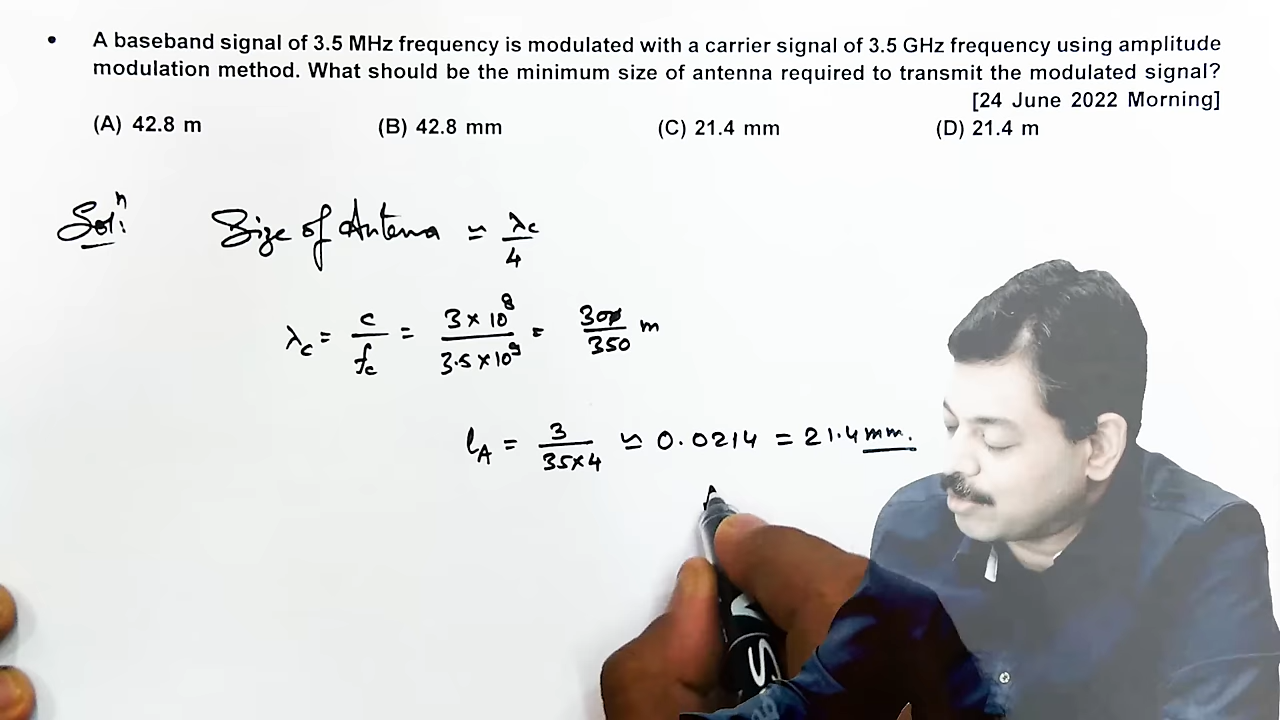 • A baseband signal of 3.5 MHz frequency is modulated with a carrier signal of 3.5 GHz frequency using amplitude
modulation method. What should be the minimum size of antenna required to transmit the modulated signal?
[24 June 2022 Morning]
(A) 42.8 m (B) 42.8 mm (C) 21.4 mm (D) 21.4 m
Solⁿ: Size of Antenna ≃ λc/4
λc = c/fc = 3 × 10⁸/3.5 × 10⁹ = 300/350 m
lA = 3/35×4 ≃ 0.0214 = 21.4 mm.